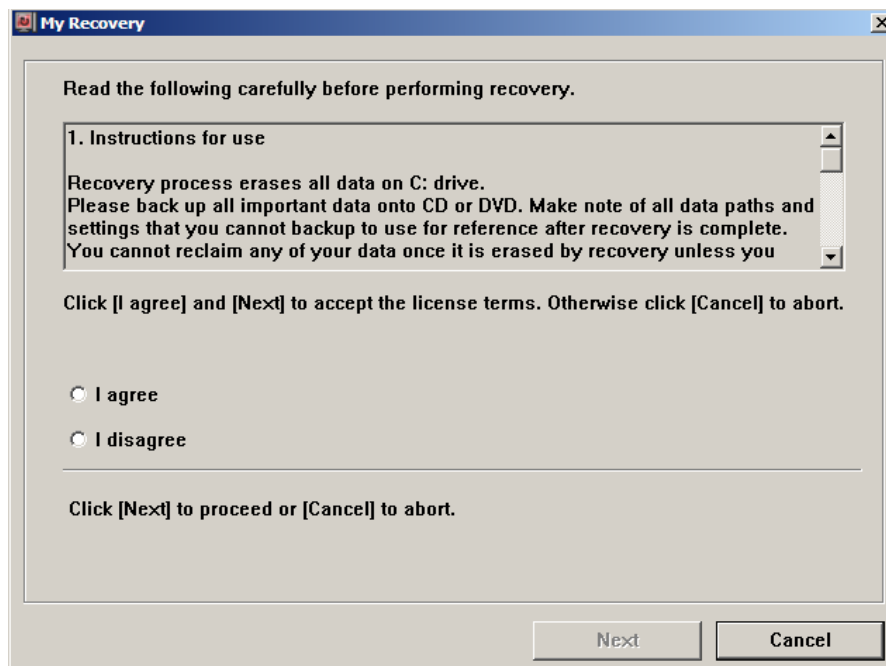 My Recovery
Read the following carefully before performing recovery.
1. Instructions for use
Recovery process erases all data on C: drive.
Please back up all important data onto CD or DVD. Make note of all data paths and
settings that you cannot backup to use for reference after recovery is complete.
You cannot reclaim any of your data once it is erased by recovery unless you
Click [I agree] and [Next] to accept the license terms. Otherwise click [Cancel] to abort.
I agree
I disagree
Click [Next] to proceed or [Cancel] to abort.
Next
Cancel